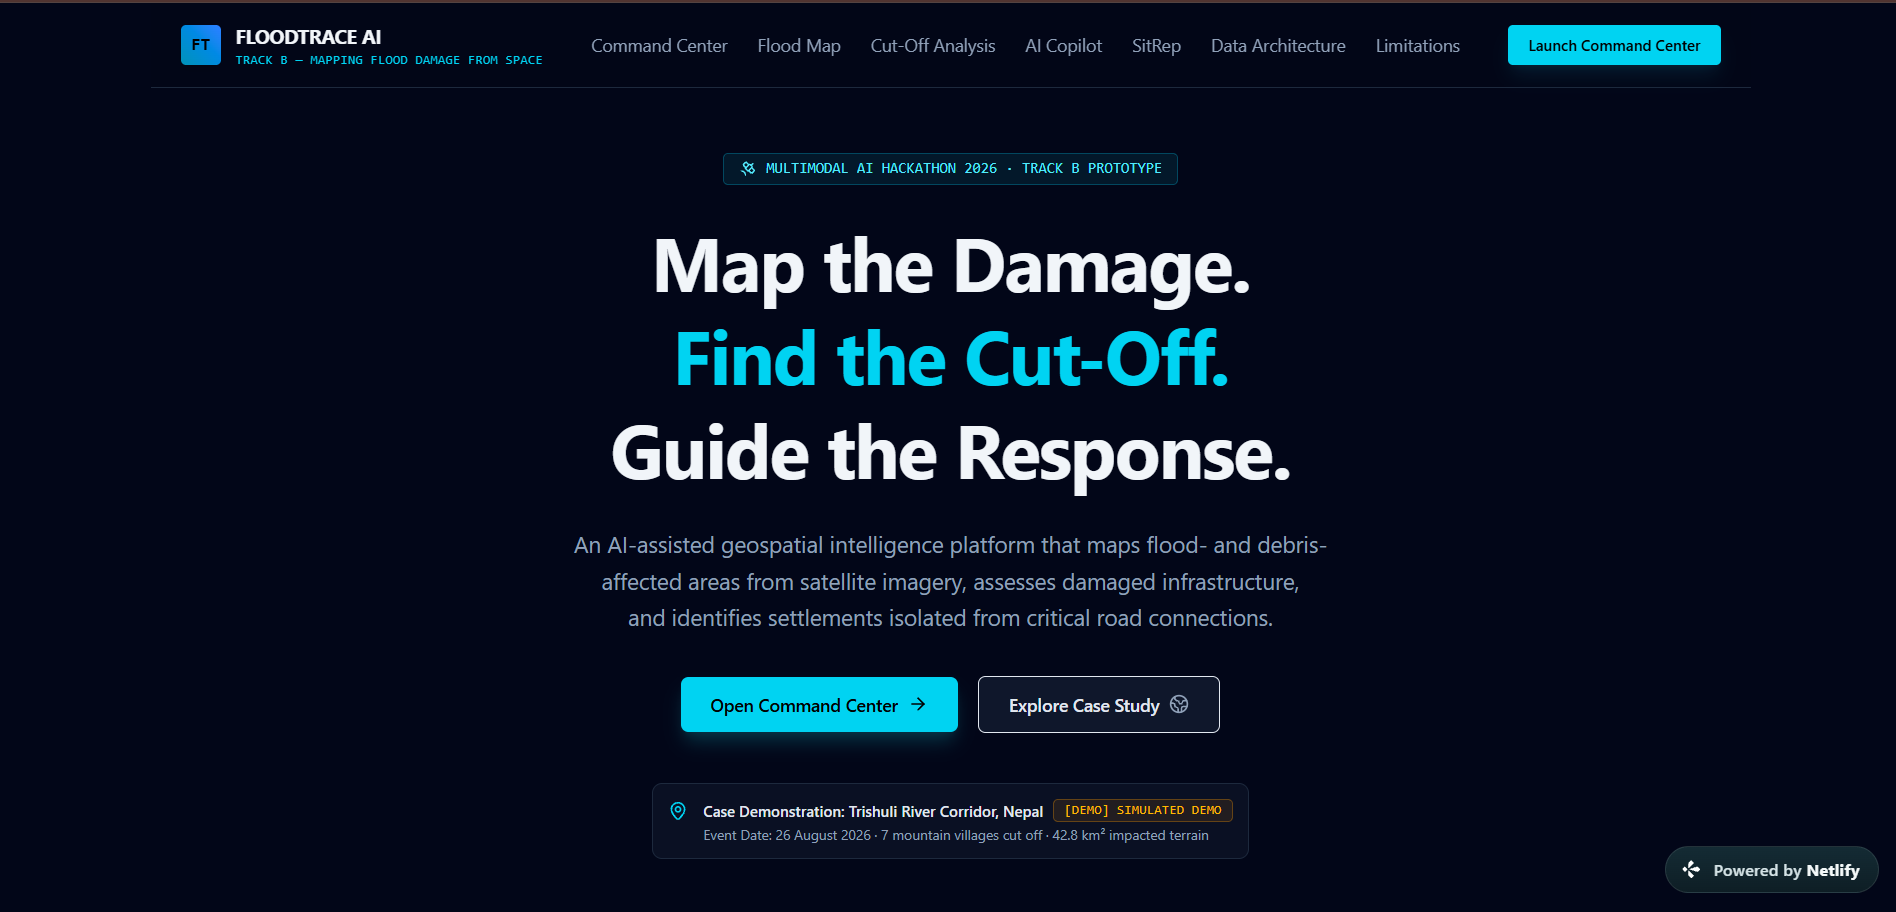 FT
FLOODTRACE AI
TRACK B — MAPPING FLOOD DAMAGE FROM SPACE
Command Center
Flood Map
Cut-Off Analysis
AI Copilot
SitRep
Data Architecture
Limitations
Launch Command Center
MULTIMODAL AI HACKATHON 2026 · TRACK B PROTOTYPE
Map the Damage.
Find the Cut-Off.
Guide the Response.
An AI-assisted geospatial intelligence platform that maps flood- and debris-
affected areas from satellite imagery, assesses damaged infrastructure,
and identifies settlements isolated from critical road connections.
Open Command Center →
Explore Case Study
Case Demonstration: Trishuli River Corridor, Nepal [DEMO] SIMULATED DEMO
Event Date: 26 August 2026 · 7 mountain villages cut off · 42.8 km² impacted terrain
Powered by Netlify